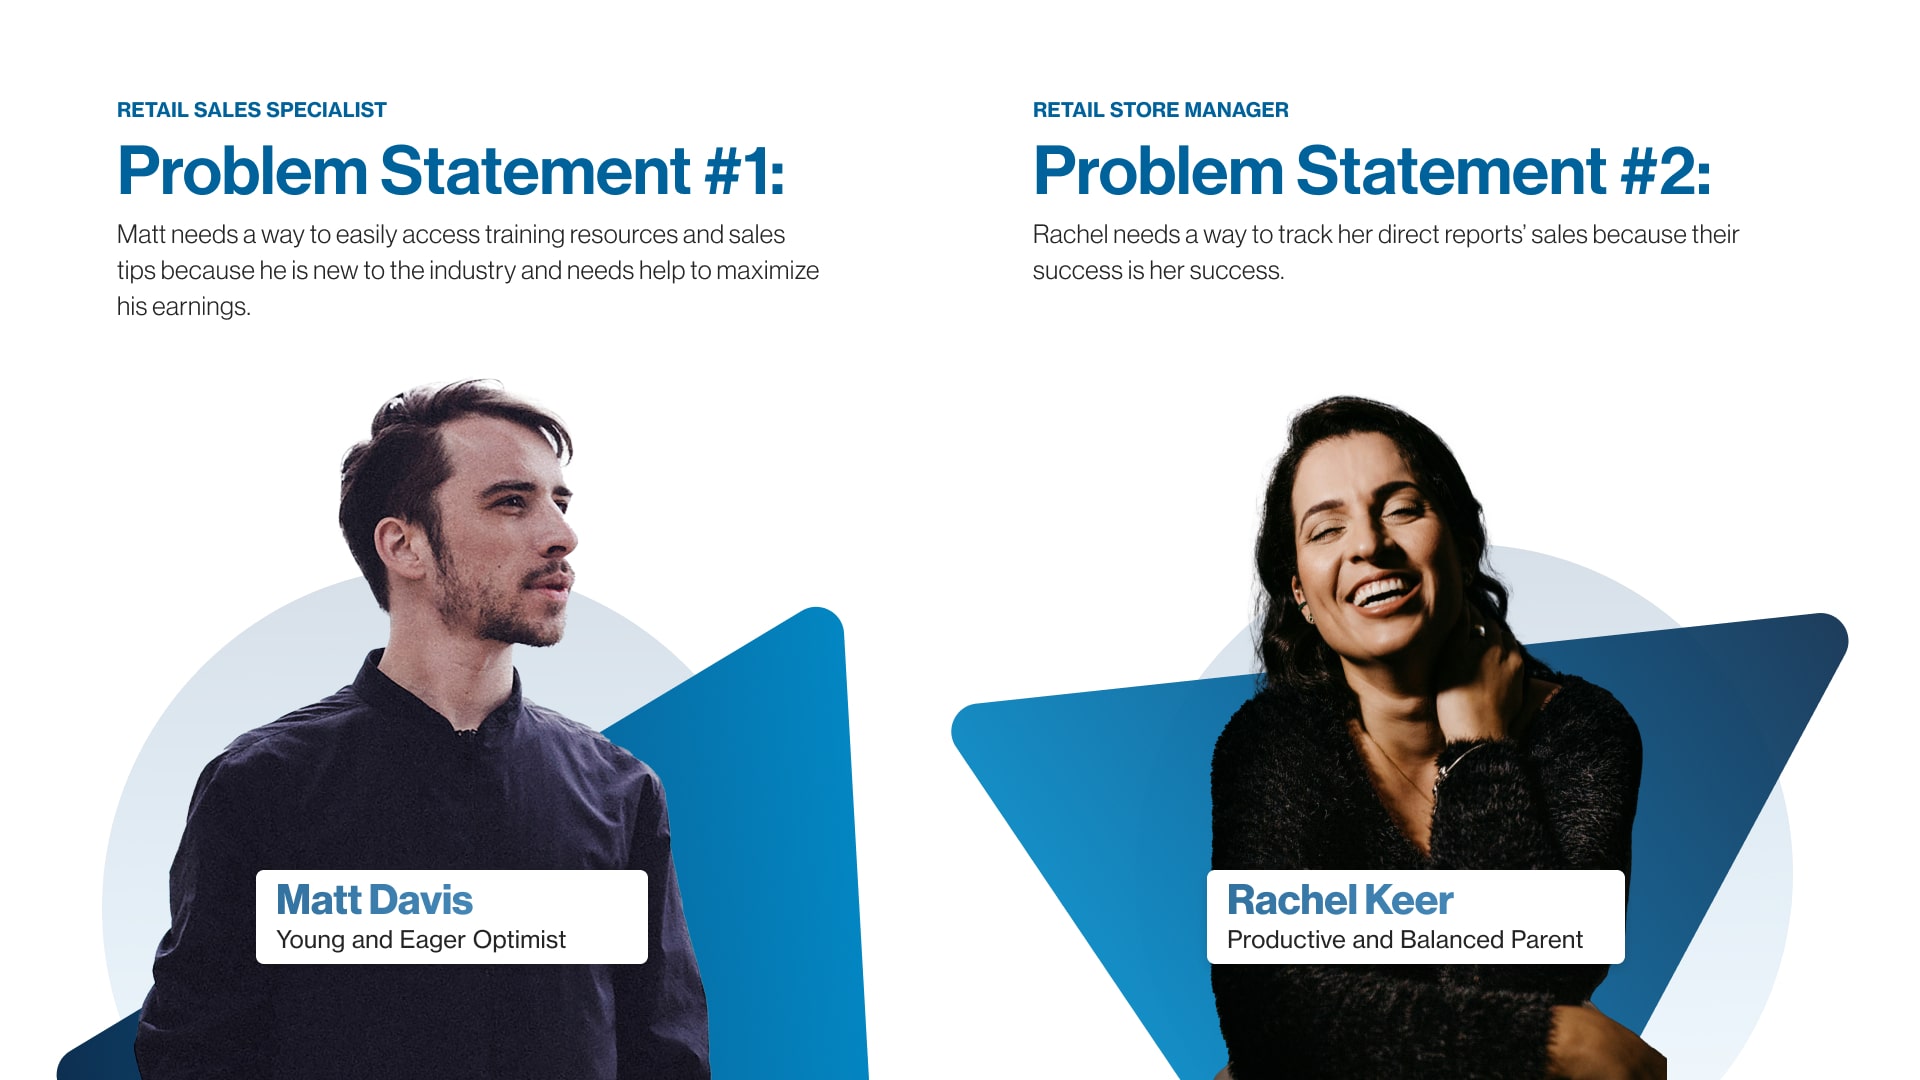 RETAIL SALES SPECIALIST
Problem Statement #1:
Matt needs a way to easily access training resources and sales
tips because he is new to the industry and needs help to maximize
his earnings.
Matt Davis
Young and Eager Optimist
RETAIL STORE MANAGER
Problem Statement #2:
Rachel needs a way to track her direct reports’ sales because their
success is her success.
Rachel Keer
Productive and Balanced Parent